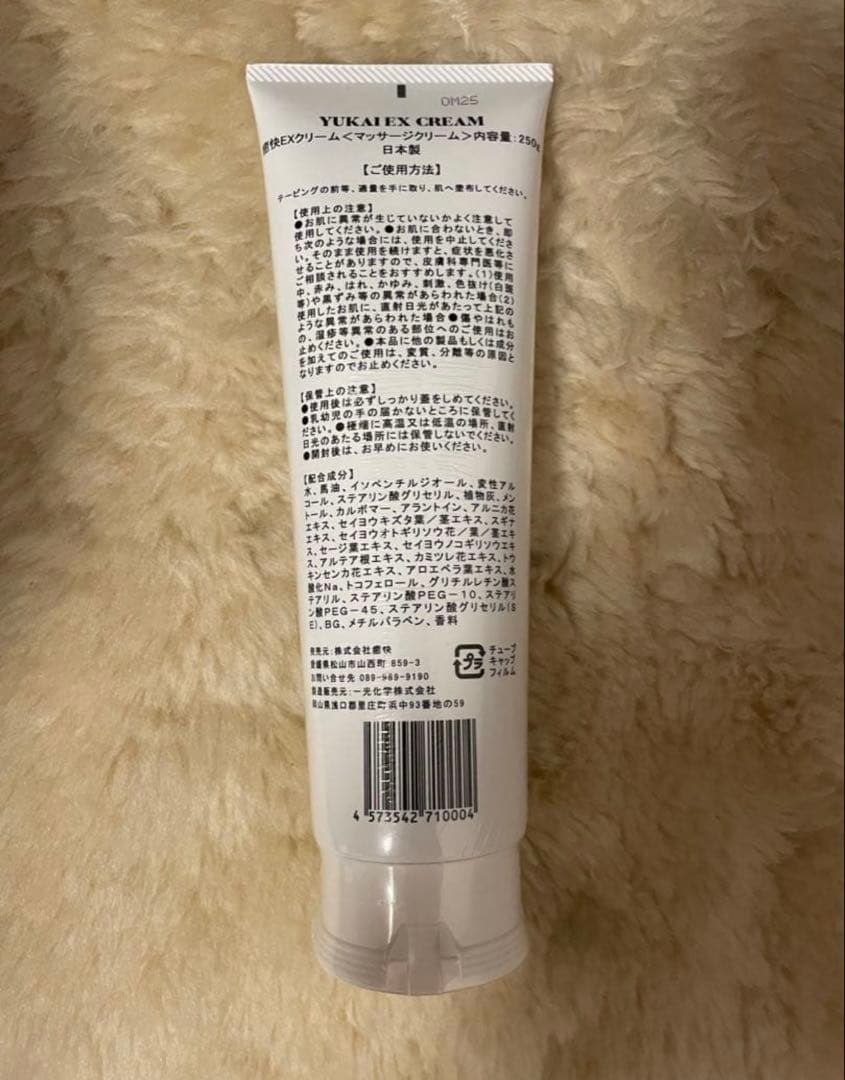 DM25
YUKAI EX CREAM
癒快EXクリーム＜マッサージクリーム＞内容量:250g
日本製
【ご使用方法】
テーピングの前等、適量を手に取り、肌へ塗布してください。
【使用上の注意】
●お肌に異常が生じていないかよく注意して
使用してください。●お肌に合わないとき、即
ち次のような場合には、使用を中止してくださ
い。そのまま使用を続けますと、症状を悪化さ
せることがありますので、皮膚科専門医等に
ご相談されることをおすすめします。(1)使用
中、赤み、はれ、かゆみ、刺激、色抜け(白斑
等)や黒ずみ等の異常があらわれた場合(2)
使用したお肌に、直射日光があたって上記の
ような異常があらわれた場合●傷やはれも
の、湿疹等異常のある部位へのご使用はお
止めください。●本品に他の製品もしくは成分
を加えてのご使用は、変質、分離等の原因と
なりますのでお止めください。
【保管上の注意】
●使用後は必ずしっかり蓋をしめてください。
●乳幼児の手の届かないところに保管してく
ださい。●極端に高温又は低温の場所、直射
日光のあたる場所には保管しないでください。
●開封後は、お早めにお使いください。
【配合成分】
水、馬油、イソペンチルジオール、変性アル
コール、ステアリン酸グリセリル、植物灰、メン
トール、カルボマー、アラントイン、アルニカ花
エキス、セイヨウキズタ葉／茎エキス、スギナ
エキス、セイヨウオトギリソウ花／葉／茎エキ
ス、セージ葉エキス、セイヨウノコギリソウエキ
ス、アルテア根エキス、カミツレ花エキス、トウ
キンセンカ花エキス、アロエベラ葉エキス、水
酸化Na、トコフェロール、グリチルレチン酸ス
テアリル、ステアリン酸PEG－10、ステアリ
ン酸PEG－45、ステアリン酸グリセリル(S
E)、BG、メチルパラベン、香料
発売元:株式会社癒快
愛媛県松山市山西町 859-3
お問い合せ先 089-989-9190
製造販売元:一光化学株式会社
岡山県浅口郡里庄町浜中93番地の59
プラ
チューブ
キャップ
フィルム
4 573542 710004